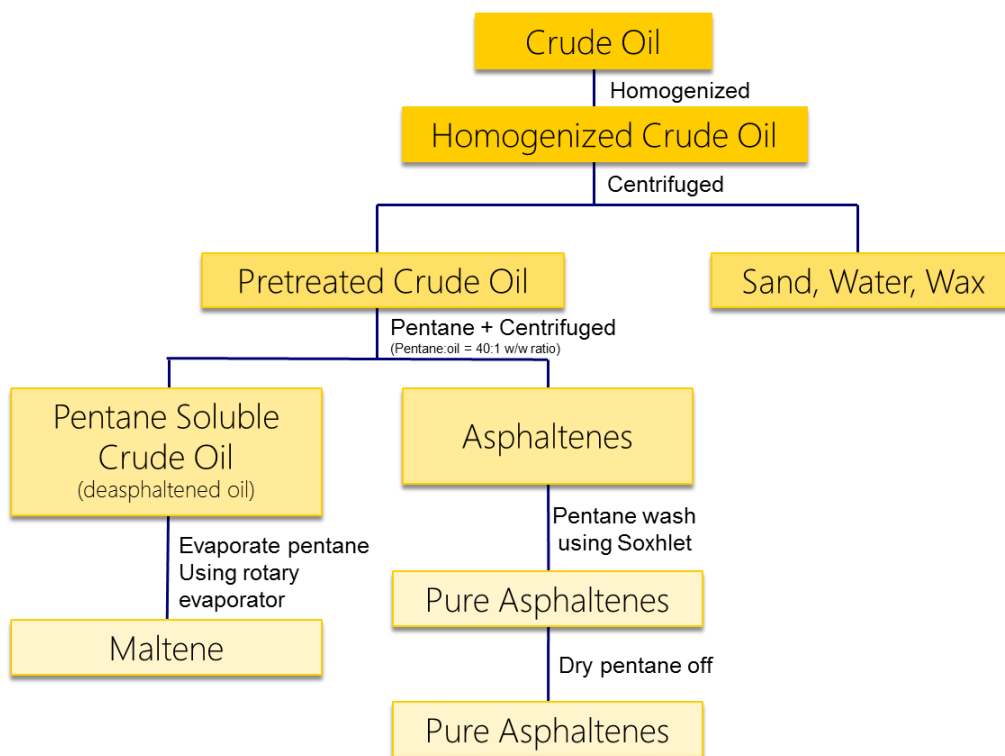 Crude Oil
Homogenized
Homogenized Crude Oil
Centrifuged
Pretreated Crude Oil
Sand, Water, Wax
Pentane + Centrifuged
(Pentane:oil = 40:1 w/w ratio)
Pentane Soluble
Crude Oil
(deasphaltened oil)
Asphaltenes
Evaporate pentane
Using rotary
evaporator
Pentane wash
using Soxhlet
Maltene
Pure Asphaltenes
Dry pentane off
Pure Asphaltenes